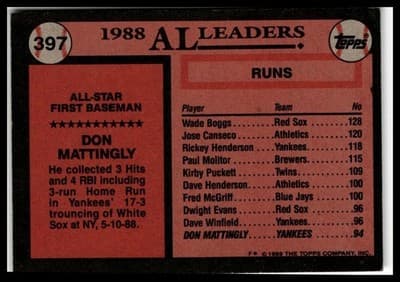 397
1988 AL LEADERS
Topps
ALL-STAR
FIRST BASEMAN
★★★★★★★★★★★
DON
MATTINGLY
He collected 3 Hits
and 4 RBI including
3-run Home Run
in Yankees' 17-3
trouncing of White
Sox at NY, 5-10-88.
RUNS
Player Team No
Wade Boggs ........ Red Sox ... 128
Jose Canseco ....... Athletics ... 120
Rickey Henderson ... Yankees ... 118
Paul Molitor ........ Brewers ... 115
Kirby Puckett ....... Twins ..... 109
Dave Henderson ..... Athletics ... 100
Fred McGriff ........ Blue Jays .. 100
Dwight Evans ....... Red Sox .... 96
Dave Winfield ....... Yankees .... 96
DON MATTINGLY ..... YANKEES .... 94
F* © 1989 THE TOPPS COMPANY, INC.